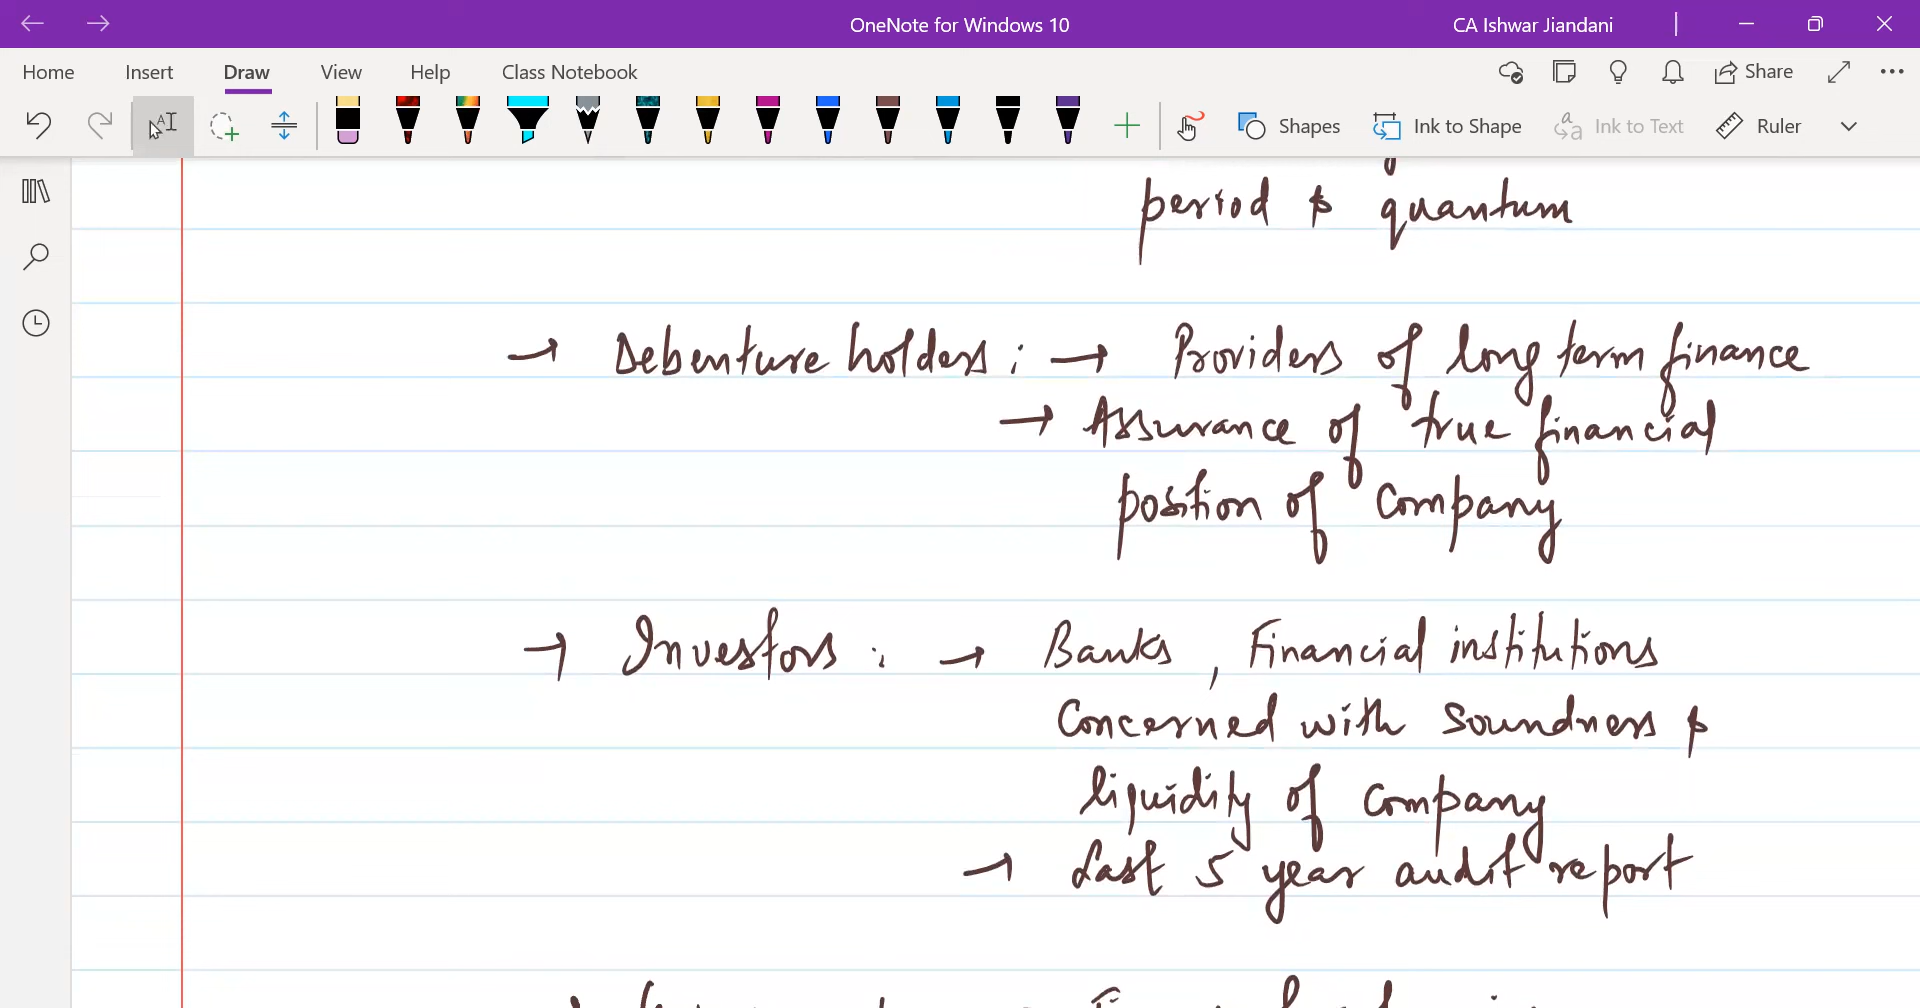 OneNote for Windows 10
CA Ishwar Jiandani
Home Insert Draw View Help Class Notebook Share
Shapes Ink to Shape Ink to Text Ruler
period & quantum
→ Debenture holders : → Providers of long term finance
→ Assurance of true financial
position of Company
→ Investors : → Banks, Financial institutions
Concerned with soundness &
liquidity of Company
→ Last 5 year audit report